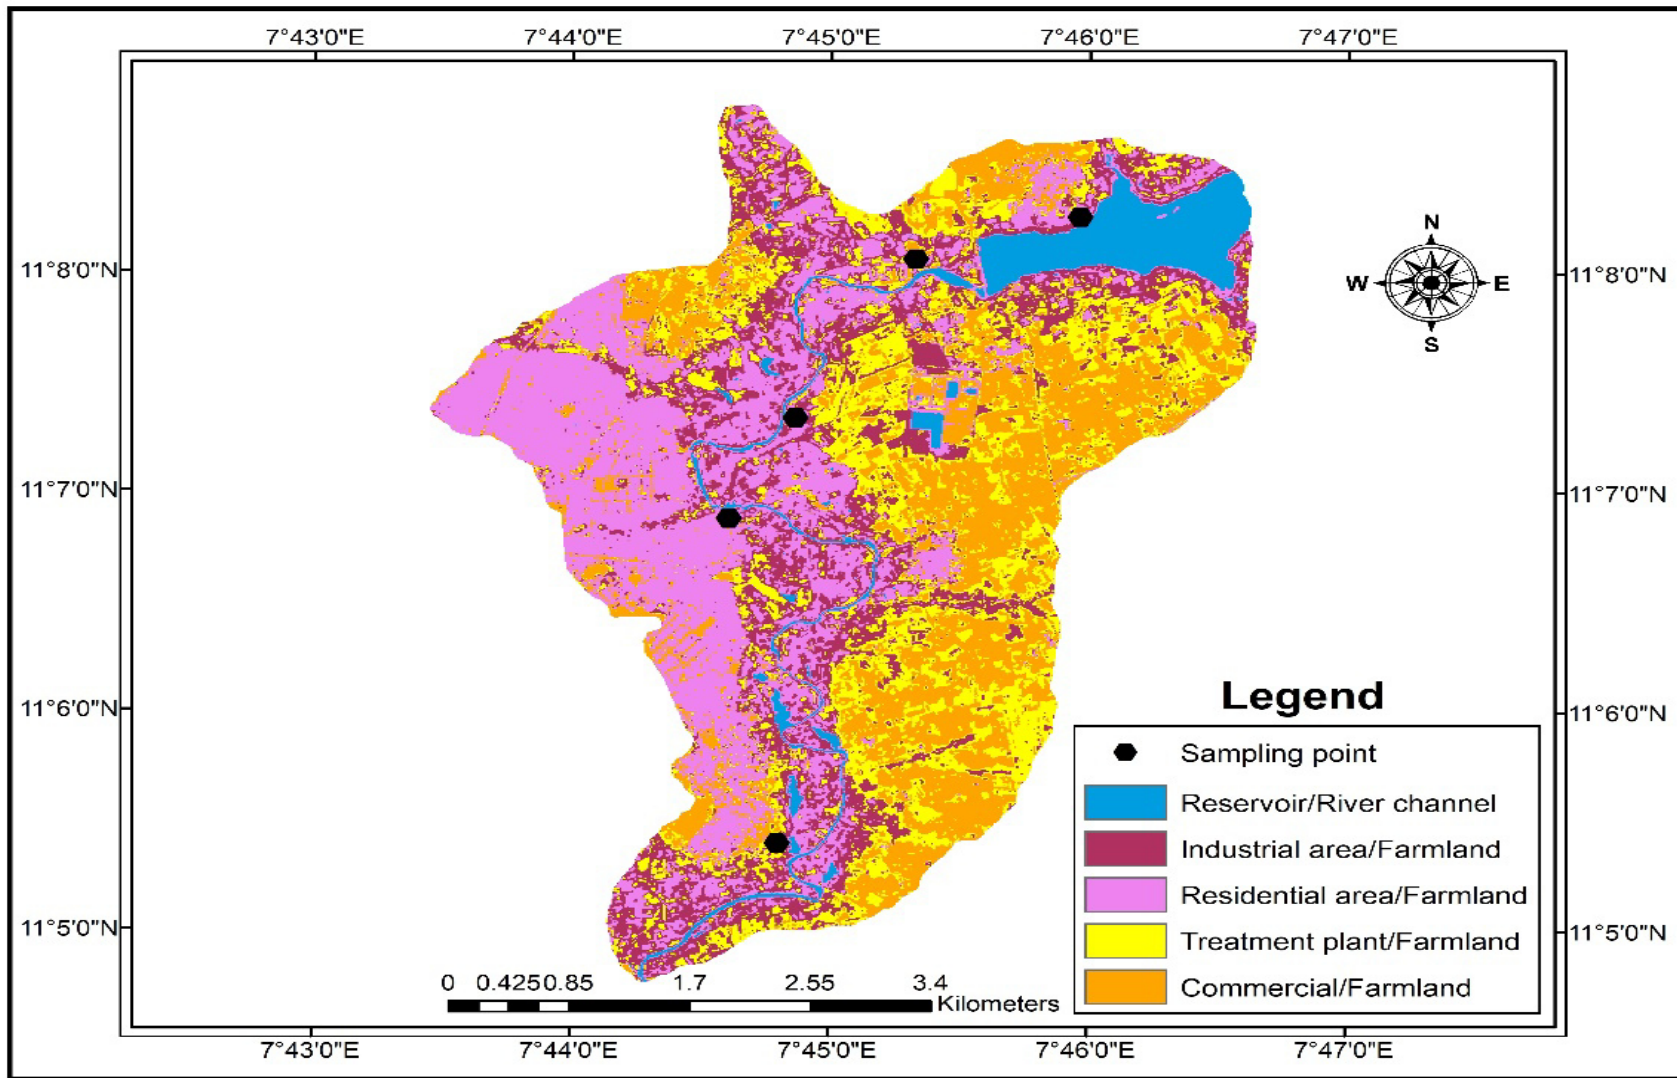 7°43'0"E 7°44'0"E 7°45'0"E 7°46'0"E 7°47'0"E
N
W E
S
11°8'0"N 11°8'0"N
11°7'0"N 11°7'0"N
11°6'0"N 11°6'0"N
11°5'0"N 11°5'0"N
Legend
Sampling point
Reservoir/River channel
Industrial area/Farmland
Residential area/Farmland
Treatment plant/Farmland
Commercial/Farmland
0 0.4250.85 1.7 2.55 3.4
Kilometers
7°43'0"E 7°44'0"E 7°45'0"E 7°46'0"E 7°47'0"E